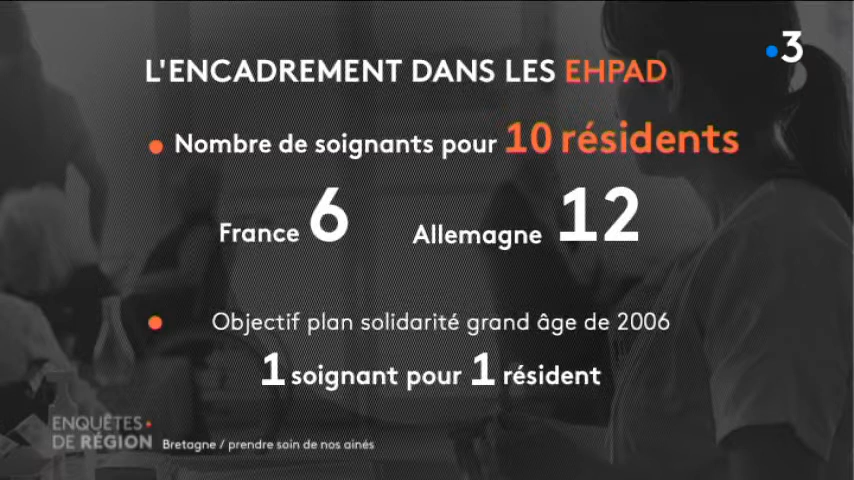 3
L'ENCADREMENT DANS LES EHPAD
Nombre de soignants pour 10 résidents
France 6 Allemagne 12
Objectif plan solidarité grand âge de 2006
1 soignant pour 1 résident
ENQUÊTES
DE RÉGION Bretagne / prendre soin de nos ainés